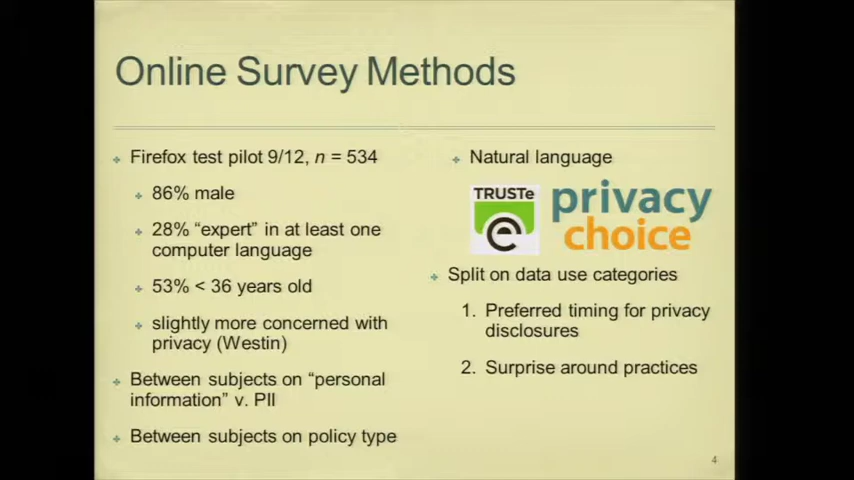 Online Survey Methods
Firefox test pilot 9/12, n = 534
86% male
28% “expert” in at least one
computer language
53% < 36 years old
slightly more concerned with
privacy (Westin)
Between subjects on “personal
information” v. PII
Between subjects on policy type
Natural language
TRUSTe
e
privacy
choice
Split on data use categories
1. Preferred timing for privacy
disclosures
2. Surprise around practices
4